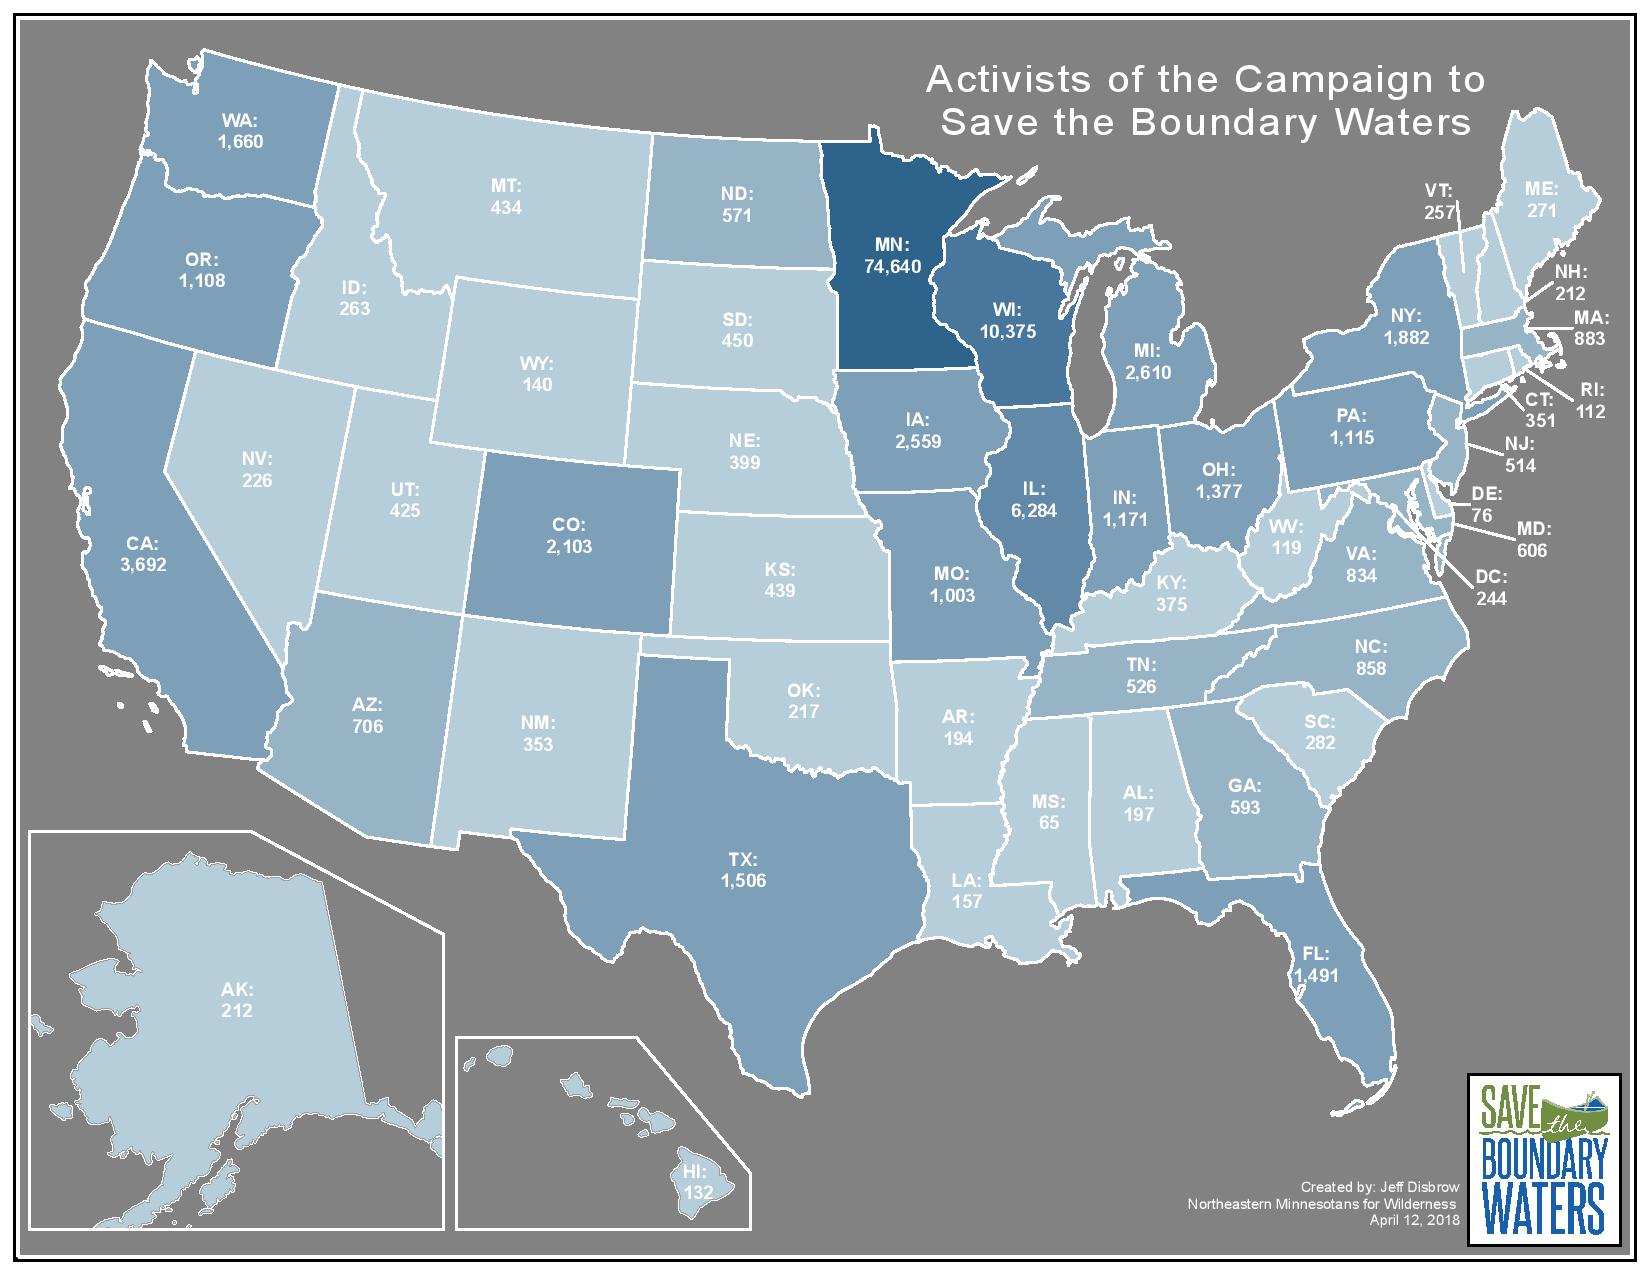 Activists of the Campaign to
Save the Boundary Waters
WA:
1,660
MT:
434
ND:
571
MN:
74,640
VT:
257
ME:
271
OR:
1,108
ID:
263
SD:
450
WI:
10,375
MI:
2,610
NY:
1,882
NH:
212
MA:
883
WY:
140
RI:
112
CT:
351
IA:
2,559
PA:
1,115
NJ:
514
NV:
226
UT:
425
NE:
399
IL:
6,284
IN:
1,171
OH:
1,377
DE:
76
MD:
606
CA:
3,692
CO:
2,103
KS:
439
MO:
1,003
KY:
375
WV:
119
VA:
834
DC:
244
AZ:
706
NM:
353
OK:
217
AR:
194
TN:
526
NC:
858
SC:
282
MS:
65
AL:
197
GA:
593
TX:
1,506
LA:
157
FL:
1,491
AK:
212
HI:
132
Created by: Jeff Disbrow
Northeastern Minnesotans for Wilderness
April 12, 2018
SAVE
the
BOUNDARY
WATERS